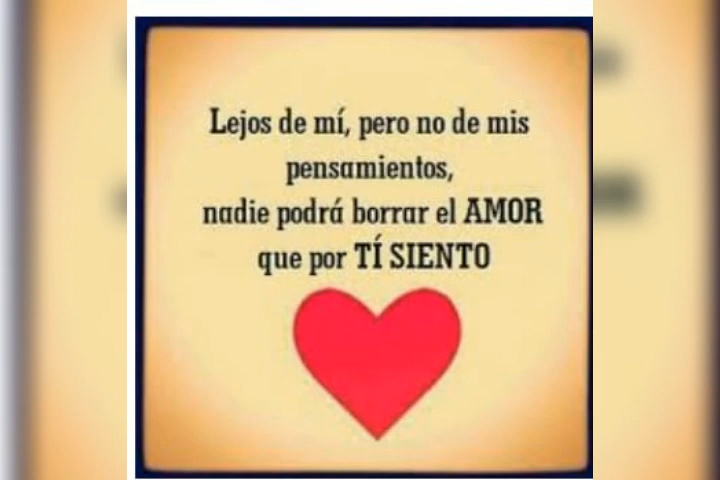 Lejos de mí, pero no de mis
pensamientos,
nadie podrá borrar el AMOR
que por TÍ SIENTO